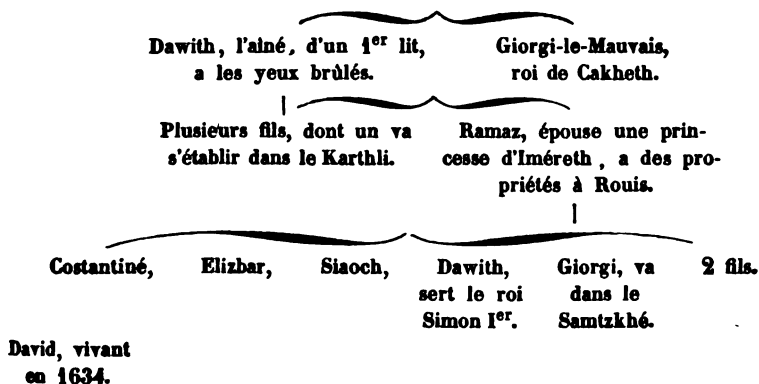 Dawith, l'aîné, d'un 1er lit, Giorgi-le-Mauvais,
a les yeux brûlés. roi de Cakheth.
Plusieurs fils, dont un va Ramaz, épouse une prin-
s'établir dans le Karthli. cesse d'Iméreth, a des pro-
priétés à Rouis.
Costantiné, Elizbar, Siaoch, Dawith, Giorgi, va 2 fils.
sert le roi dans le
Simon Ier. Samtzkhé.
David, vivant
en 1634.